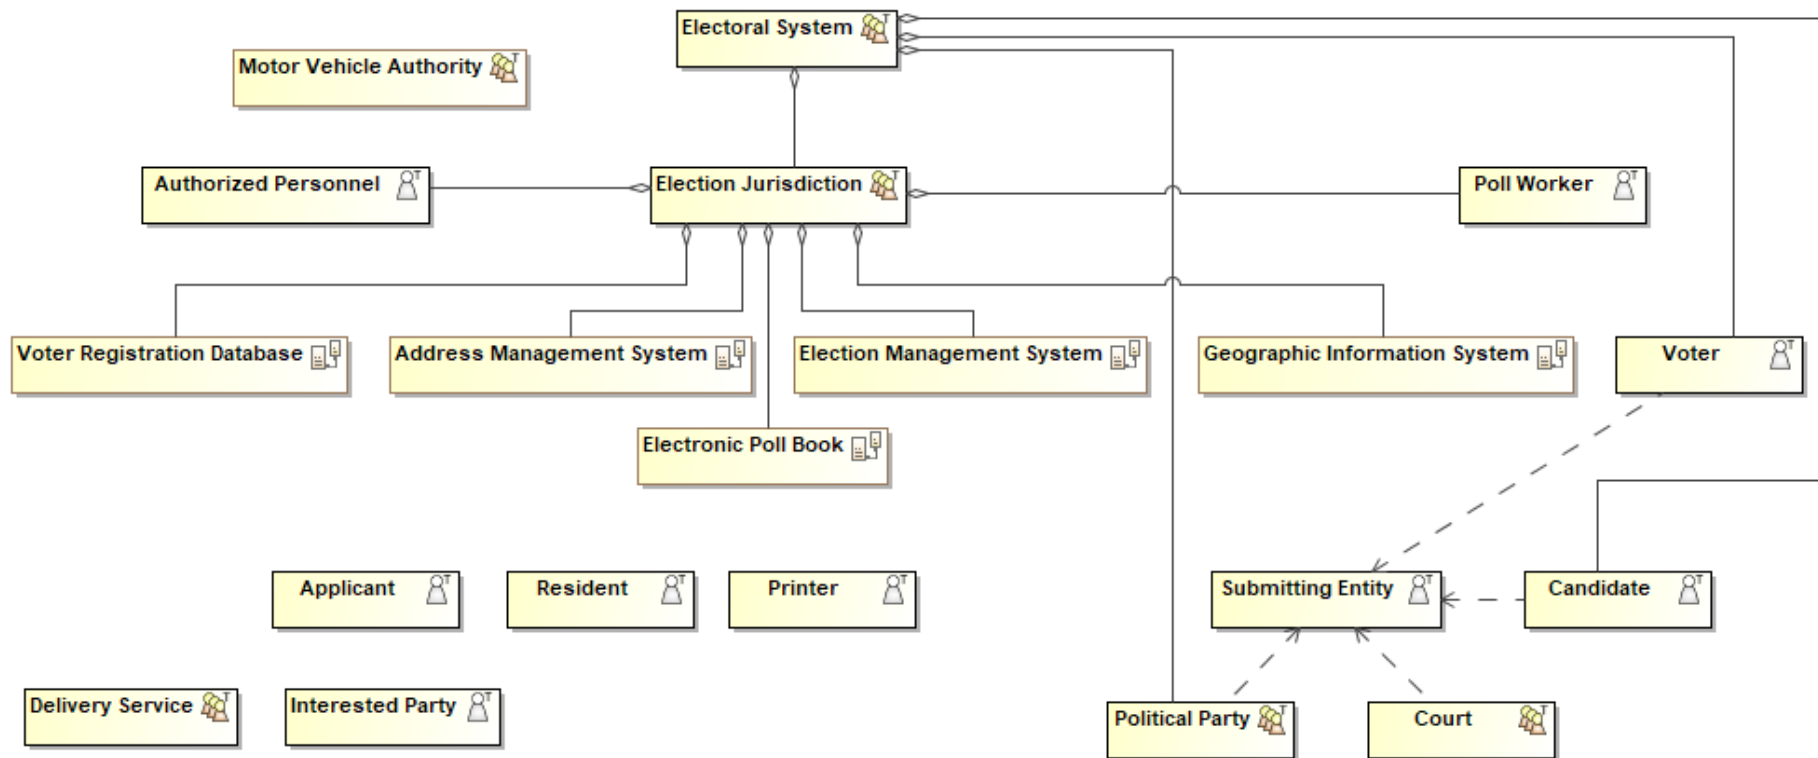 Electoral System
Motor Vehicle Authority
Authorized Personnel
Election Jurisdiction
Poll Worker
Voter Registration Database
Address Management System
Election Management System
Geographic Information System
Voter
Electronic Poll Book
Applicant
Resident
Printer
Submitting Entity
Candidate
Delivery Service
Interested Party
Political Party
Court